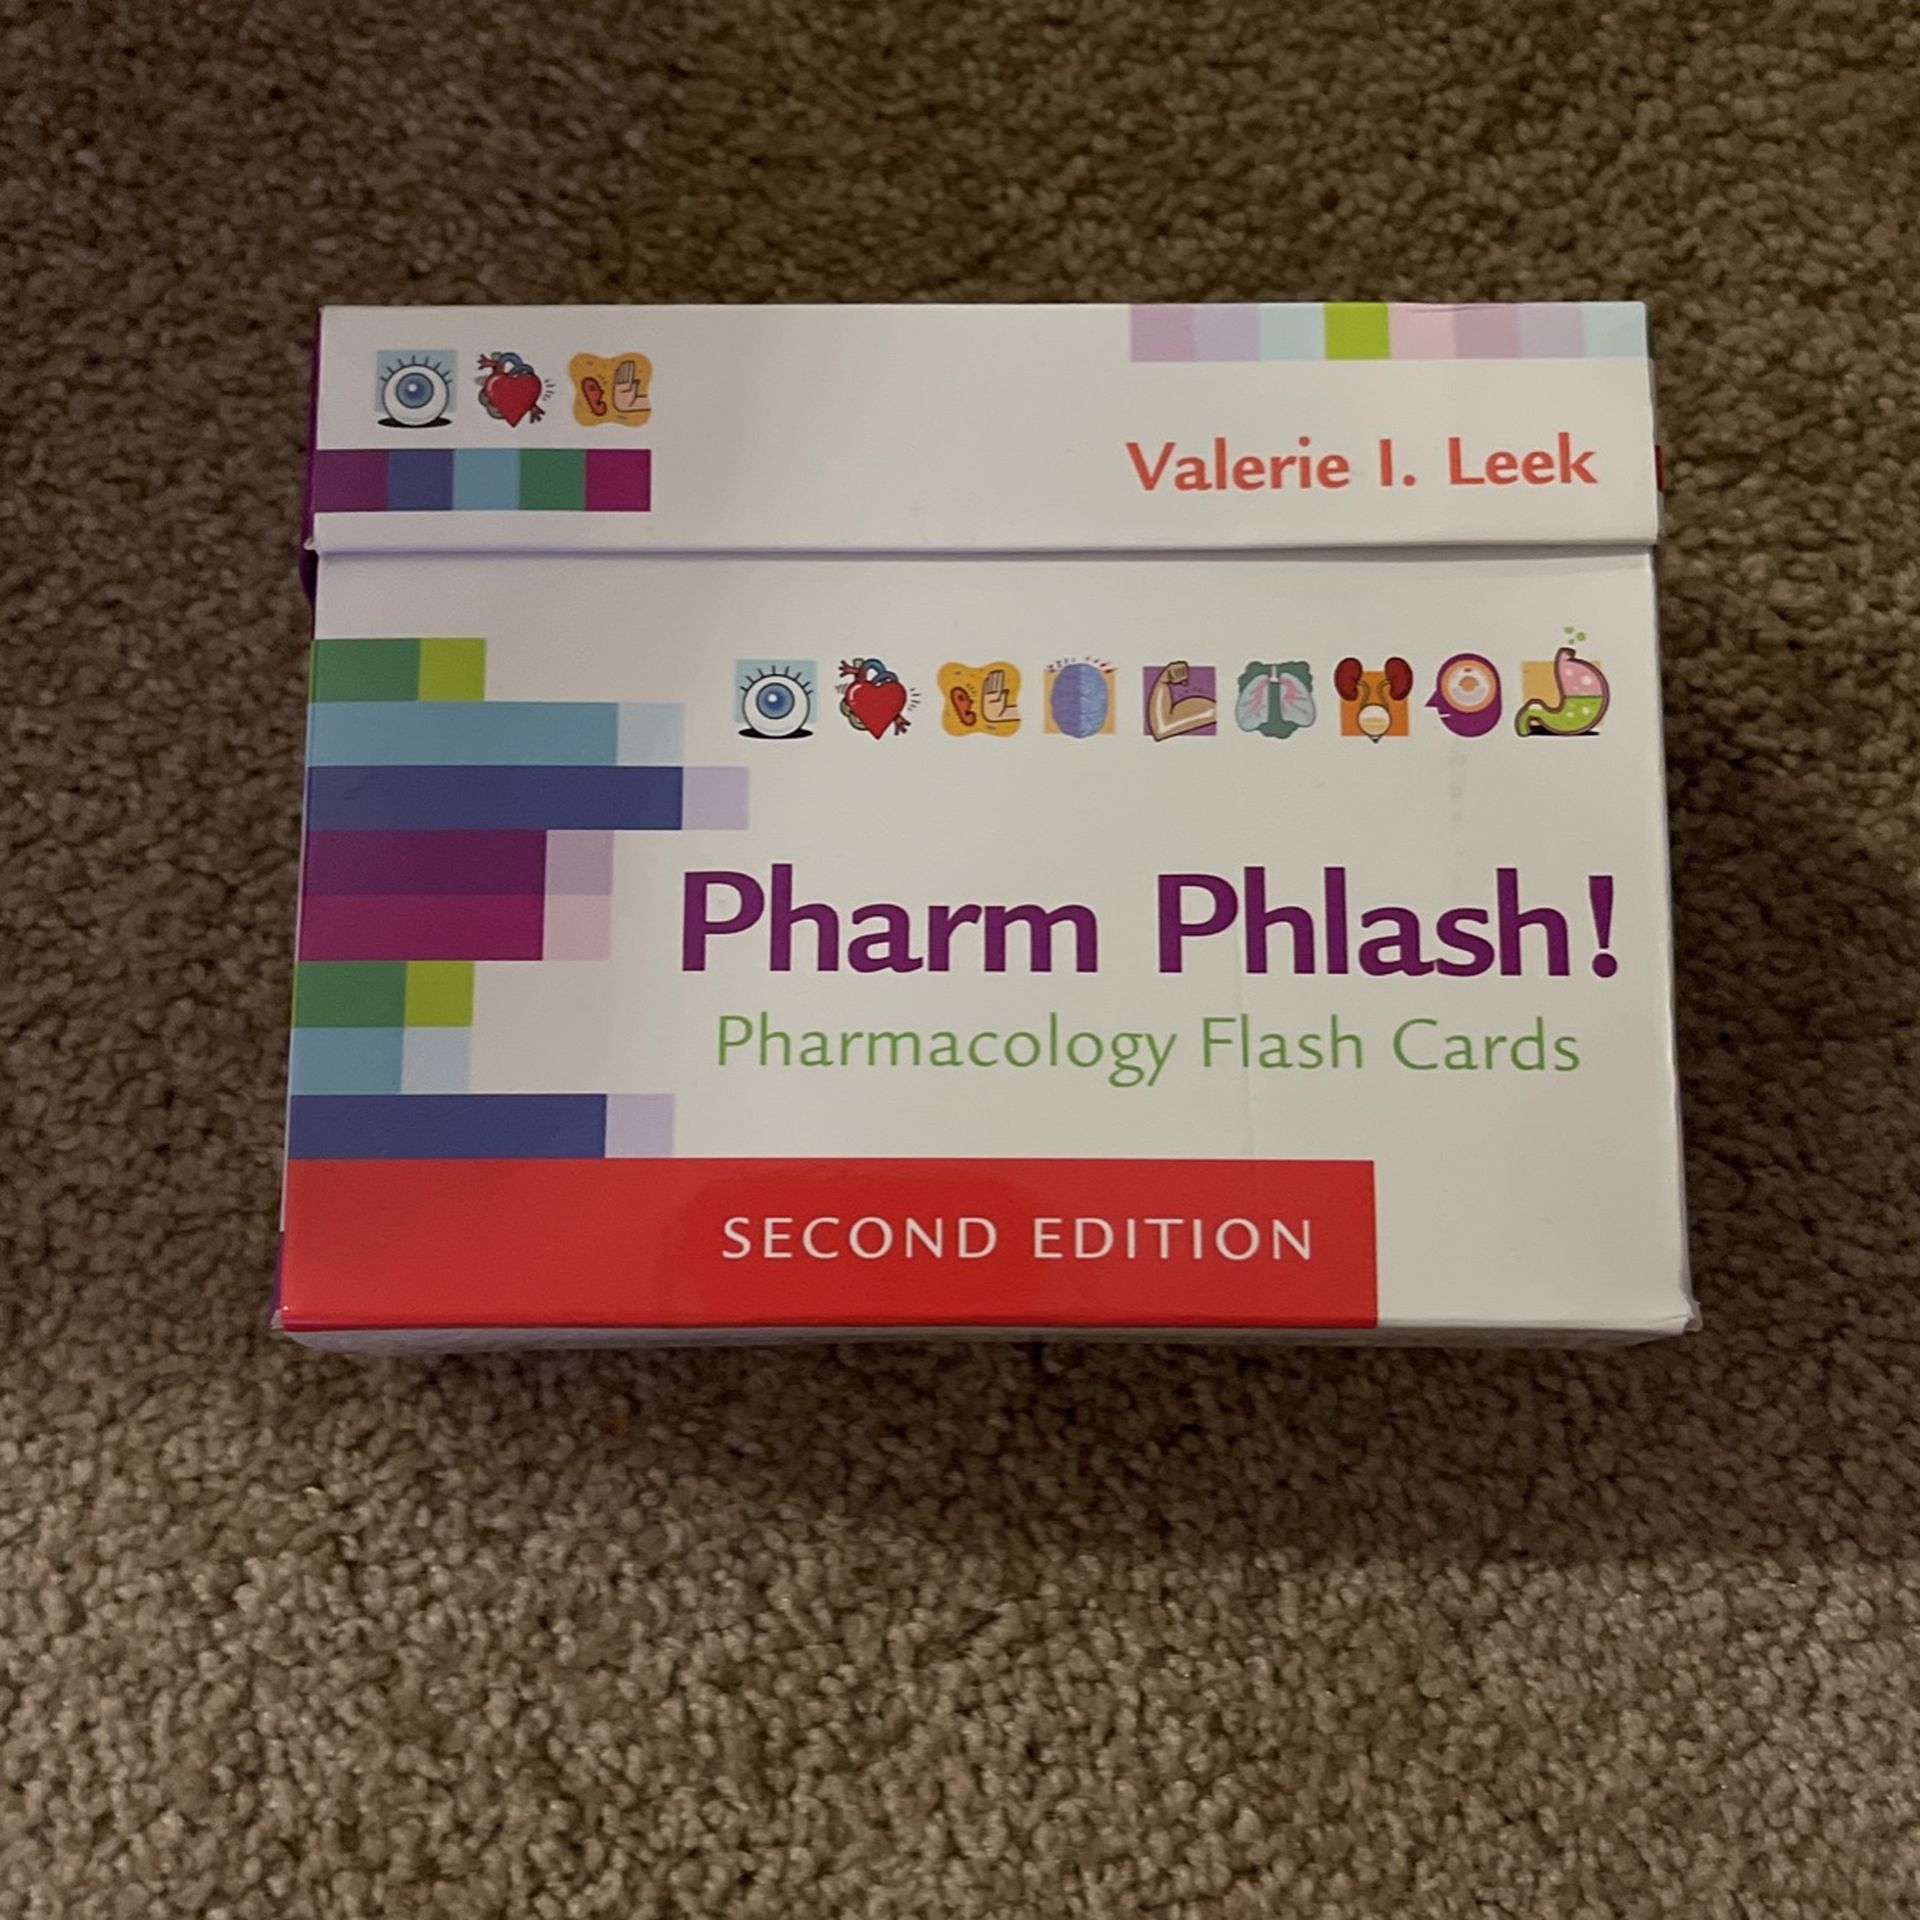 Valerie I. Leek
Pharm Phlash!
Pharmacology Flash Cards
SECOND EDITION